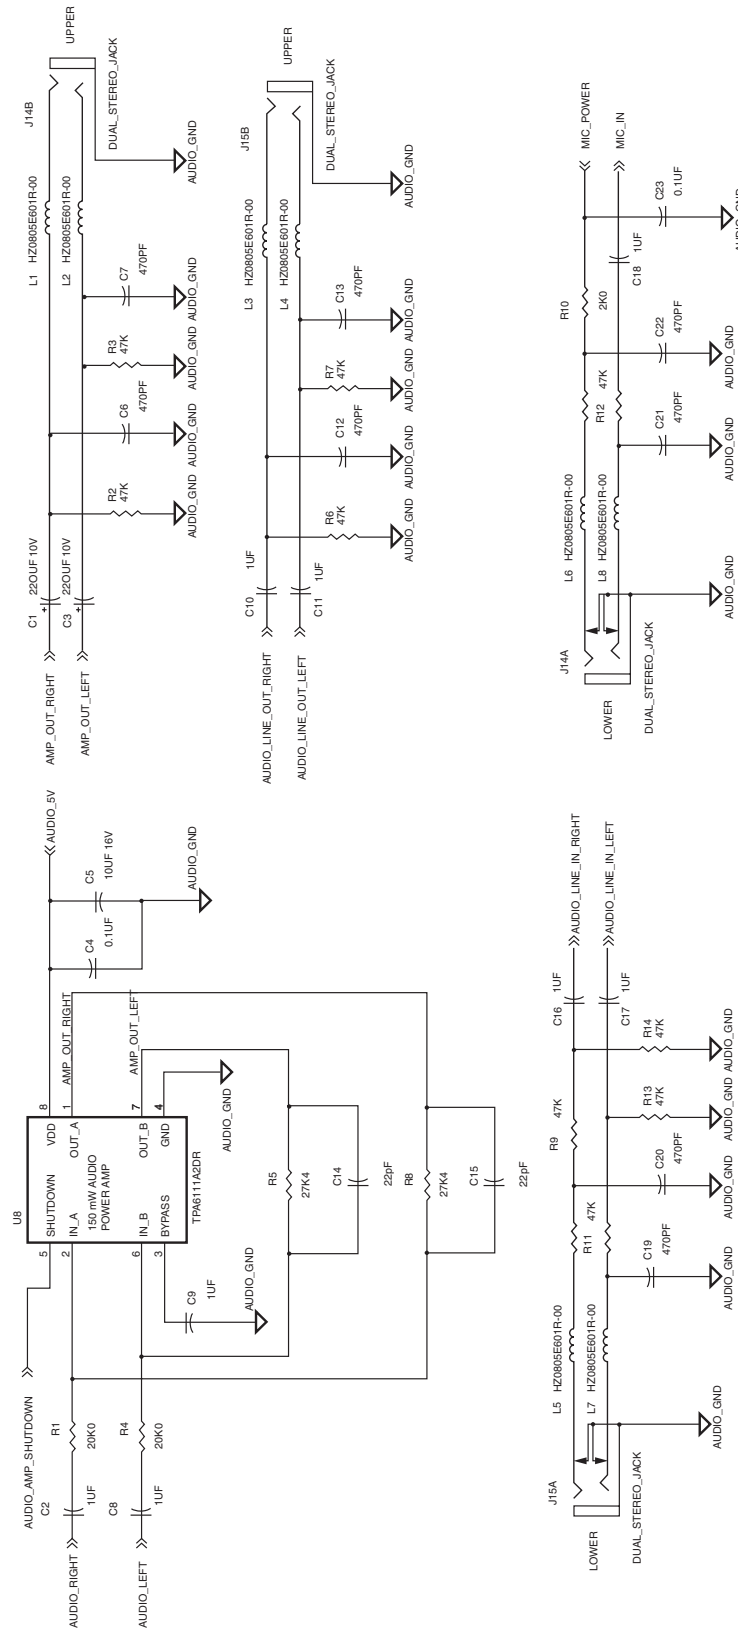 U8
SHUTDOWN
VDD
IN_A
OUT_A
150 mW AUDIO
POWER AMP
IN_B
OUT_B
BYPASS
GND
TPA6111A2DR
5
2
6
3
8
1
7
4
AUDIO_AMP_SHUTDOWN
AUDIO_RIGHT
AUDIO_LEFT
C2
1UF
R1
20K0
C8
1UF
R4
20K0
C9
1UF
AUDIO_GND
AUDIO_GND
R5
27K4
C14
22pF
R8
27K4
C15
22pF
AMP_OUT_RIGHT
AMP_OUT_LEFT
C4
0.1UF
C5
10UF 16V
AUDIO_5V
AUDIO_GND
AMP_OUT_RIGHT
AMP_OUT_LEFT
C1
22OUF 10V
C3
22OUF 10V
+
+
R2
47K
C6
470PF
R3
47K
C7
470PF
AUDIO_GND
AUDIO_GND
AUDIO_GND
AUDIO_GND
L1
HZ0805E601R-00
L2
HZ0805E601R-00
J14B
UPPER
DUAL_STEREO_JACK
AUDIO_GND
AUDIO_LINE_OUT_RIGHT
AUDIO_LINE_OUT_LEFT
C10
1UF
C11
1UF
R6
47K
C12
470PF
R7
47K
C13
470PF
AUDIO_GND
AUDIO_GND
AUDIO_GND
AUDIO_GND
L3
HZ0805E601R-00
L4
HZ0805E601R-00
J15B
UPPER
DUAL_STEREO_JACK
AUDIO_GND
J15A
LOWER
DUAL_STEREO_JACK
AUDIO_GND
L5
HZ0805E601R-00
L7
HZ0805E601R-00
R11
47K
R9
47K
C19
470PF
C20
470PF
R13
47K
R14
47K
AUDIO_GND
AUDIO_GND
AUDIO_GND
AUDIO_GND
C16
1UF
C17
1UF
AUDIO_LINE_IN_RIGHT
AUDIO_LINE_IN_LEFT
J14A
LOWER
DUAL_STEREO_JACK
AUDIO_GND
L6
HZ0805E601R-00
L8
HZ0805E601R-00
R12
47K
R10
2K0
C21
470PF
C22
470PF
C18
1UF
C23
0.1UF
AUDIO_GND
AUDIO_GND
AUDIO_GND
MIC_POWER
MIC_IN